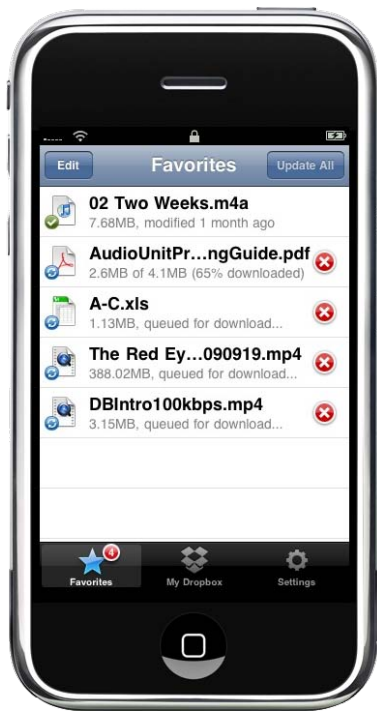 Edit
Favorites
Update All
02 Two Weeks.m4a
7.68MB, modified 1 month ago
AudioUnitPr...ngGuide.pdf
2.6MB of 4.1MB (65% downloaded)
A-C.xls
1.13MB, queued for download...
The Red Ey...090919.mp4
388.02MB, queued for download...
DBIntro100kbps.mp4
3.15MB, queued for download...
4
Favorites
My Dropbox
Settings